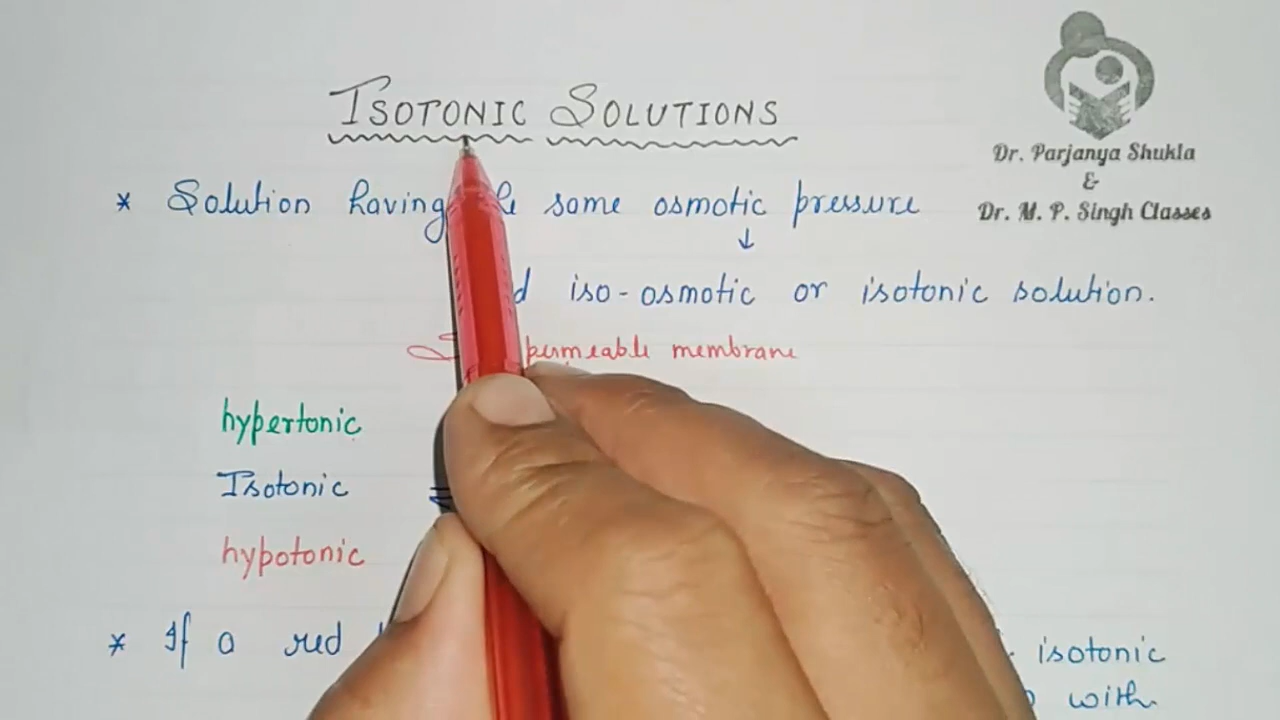 ISOTONIC SOLUTIONS
Dr. Parjanya Shukla
&
Dr. M. P. Singh Classes
* Solution having same osmotic pressure
↓
iso-osmotic or isotonic solution.
permeable membrane
hypertonic
Isotonic =
hypotonic
* If a red isotonic
with